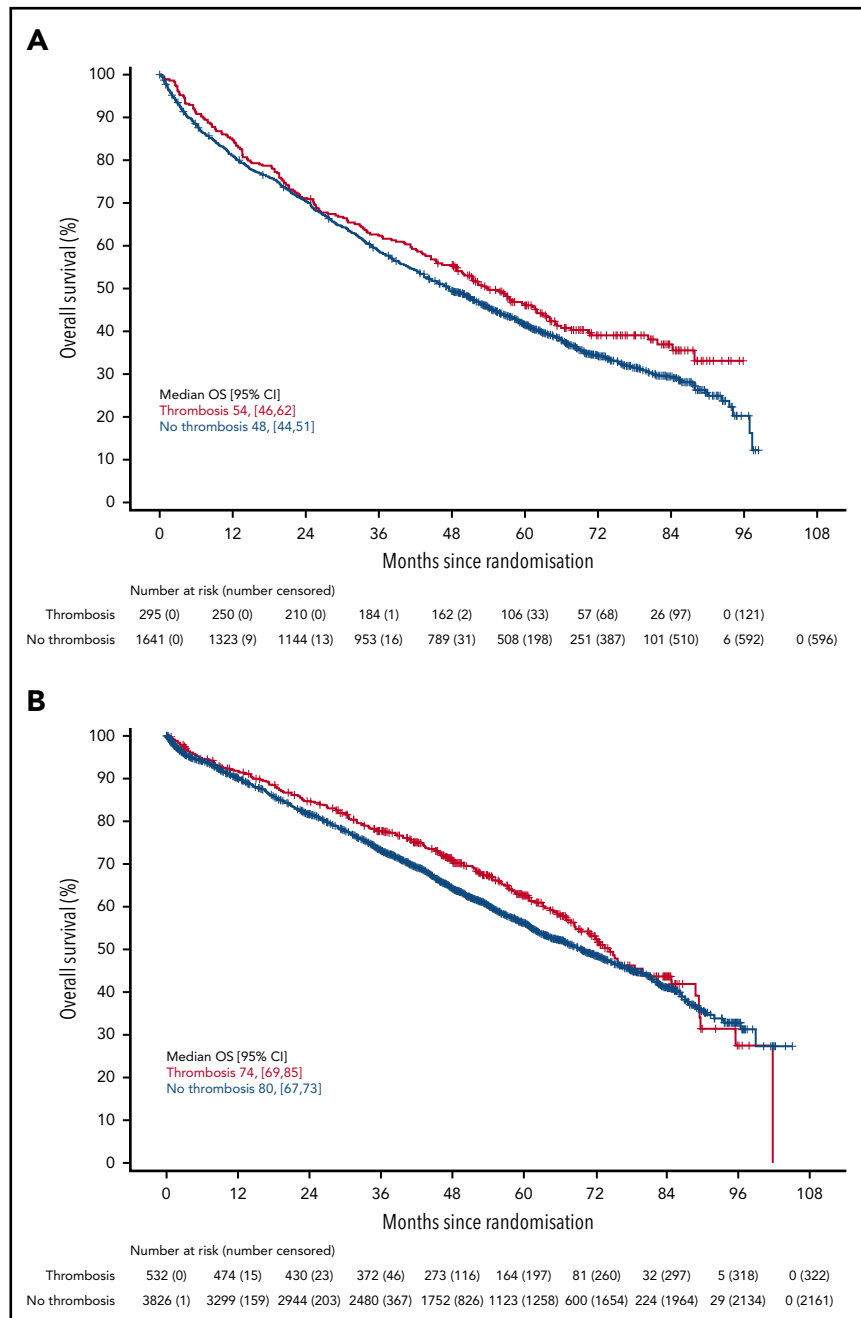 A
100
90
80
70
60
50
40
30
20
10
0
Overall survival (%)
Median OS [95% CI]
Thrombosis 54, [46,62]
No thrombosis 48, [44,51]
0 12 24 36 48 60 72 84 96 108
Months since randomisation
Number at risk (number censored)
Thrombosis 295 (0) 250 (0) 210 (0) 184 (1) 162 (2) 106 (33) 57 (68) 26 (97) 0 (121)
No thrombosis 1641 (0) 1323 (9) 1144 (13) 953 (16) 789 (31) 508 (198) 251 (387) 101 (510) 6 (592) 0 (596)
B
100
90
80
70
60
50
40
30
20
10
0
Overall survival (%)
Median OS [95% CI]
Thrombosis 74, [69,85]
No thrombosis 80, [67,73]
0 12 24 36 48 60 72 84 96 108
Months since randomisation
Number at risk (number censored)
Thrombosis 532 (0) 474 (15) 430 (23) 372 (46) 273 (116) 164 (197) 81 (260) 32 (297) 5 (318) 0 (322)
No thrombosis 3826 (1) 3299 (159) 2944 (203) 2480 (367) 1752 (826) 1123 (1258) 600 (1654) 224 (1964) 29 (2134) 0 (2161)